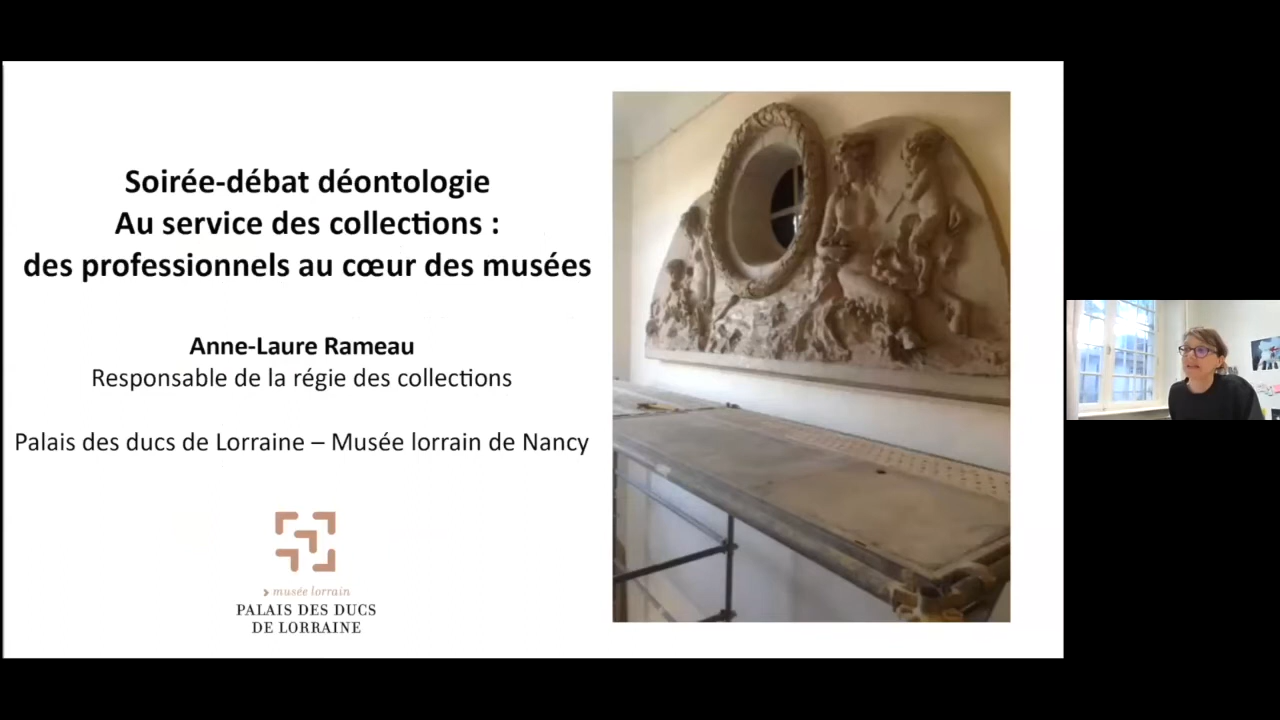 Soirée-débat déontologie
Au service des collections :
des professionnels au cœur des musées
Anne-Laure Rameau
Responsable de la régie des collections
Palais des ducs de Lorraine – Musée lorrain de Nancy
musée lorrain
PALAIS DES DUCS
DE LORRAINE